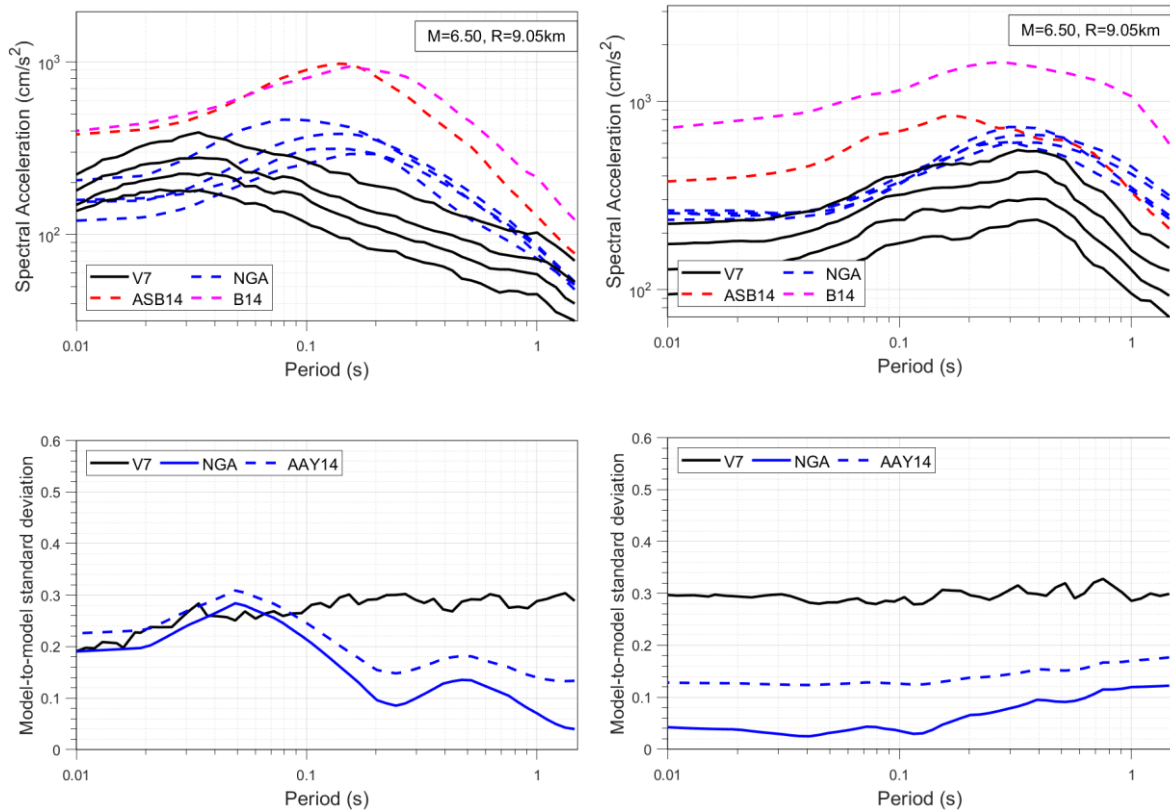 M=6.50, R=9.05km
Spectral Acceleration (cm/s²)
10³
10²
V7 NGA
ASB14 B14
0.01 0.1 1
Period (s)
M=6.50, R=9.05km
Spectral Acceleration (cm/s²)
10³
10²
V7 NGA
ASB14 B14
0.01 0.1 1
Period (s)
Model-to-model standard deviation
0.6
0.5
0.4
0.3
0.2
0.1
0
V7 NGA AAY14
0.01 0.1 1
Period (s)
Model-to-model standard deviation
0.6
0.5
0.4
0.3
0.2
0.1
0
V7 NGA AAY14
0.01 0.1 1
Period (s)